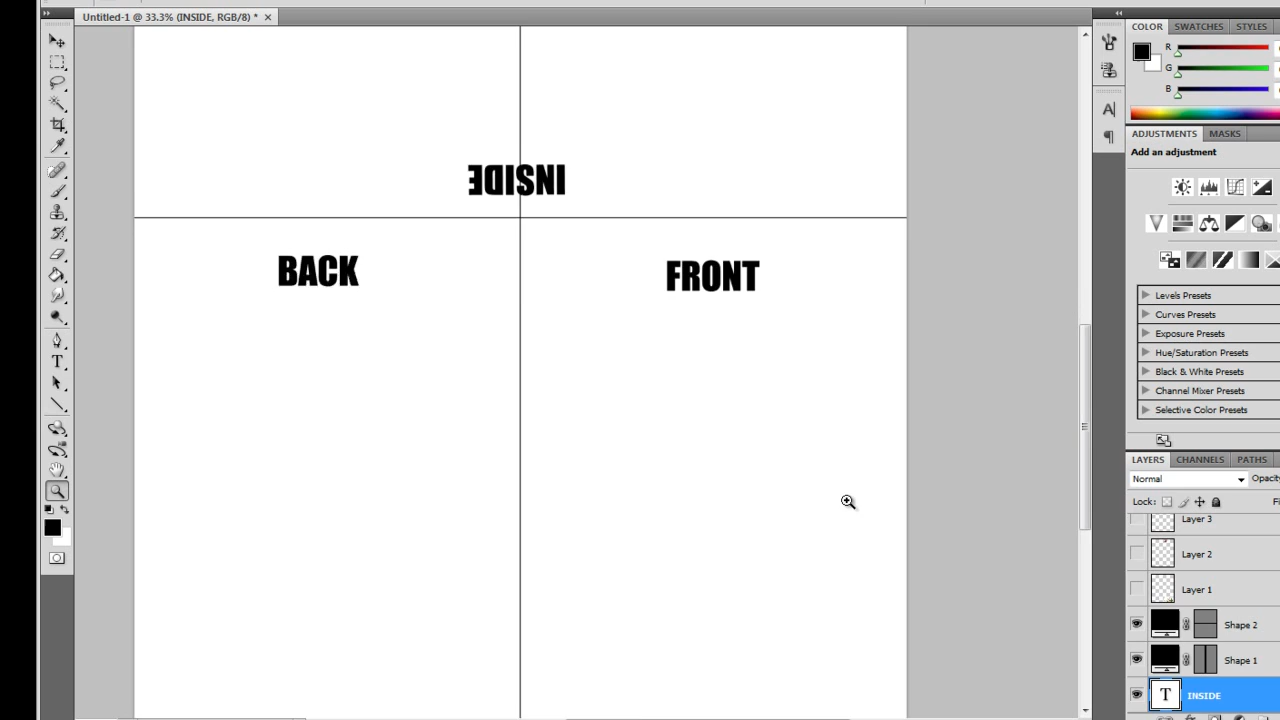 Untitled-1 @ 33.3% (INSIDE, RGB/8) *
COLOR SWATCHES STYLES
R
G
B
ADJUSTMENTS MASKS
Add an adjustment
INSIDE
BACK
FRONT
Levels Presets
Curves Presets
Exposure Presets
Hue/Saturation Presets
Black & White Presets
Channel Mixer Presets
Selective Color Presets
LAYERS CHANNELS PATHS
Normal
Lock:
Layer 3
Layer 2
Layer 1
Shape 2
Shape 1
T INSIDE